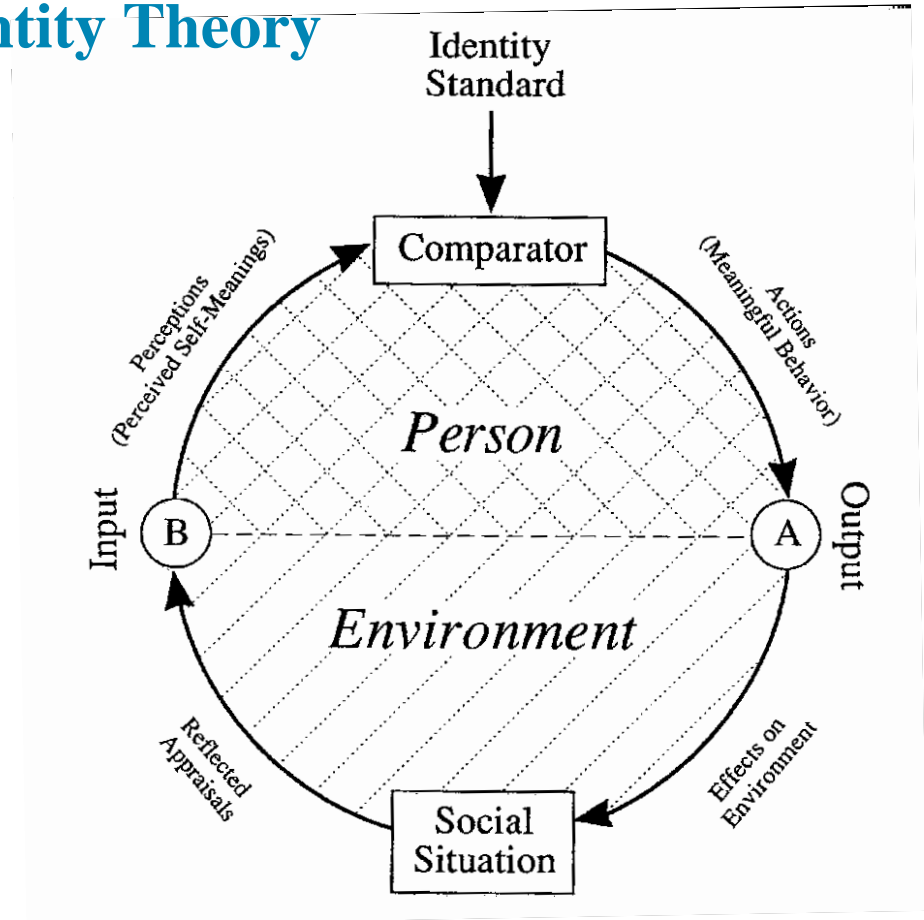 ntity Theory
Identity
Standard
Comparator
Perceptions
(Perceived Self-Meanings)
Actions
(Meaningful Behavior)
Person
Input
B
A
Output
Environment
Reflected
Appraisals
Effects on
Environment
Social
Situation